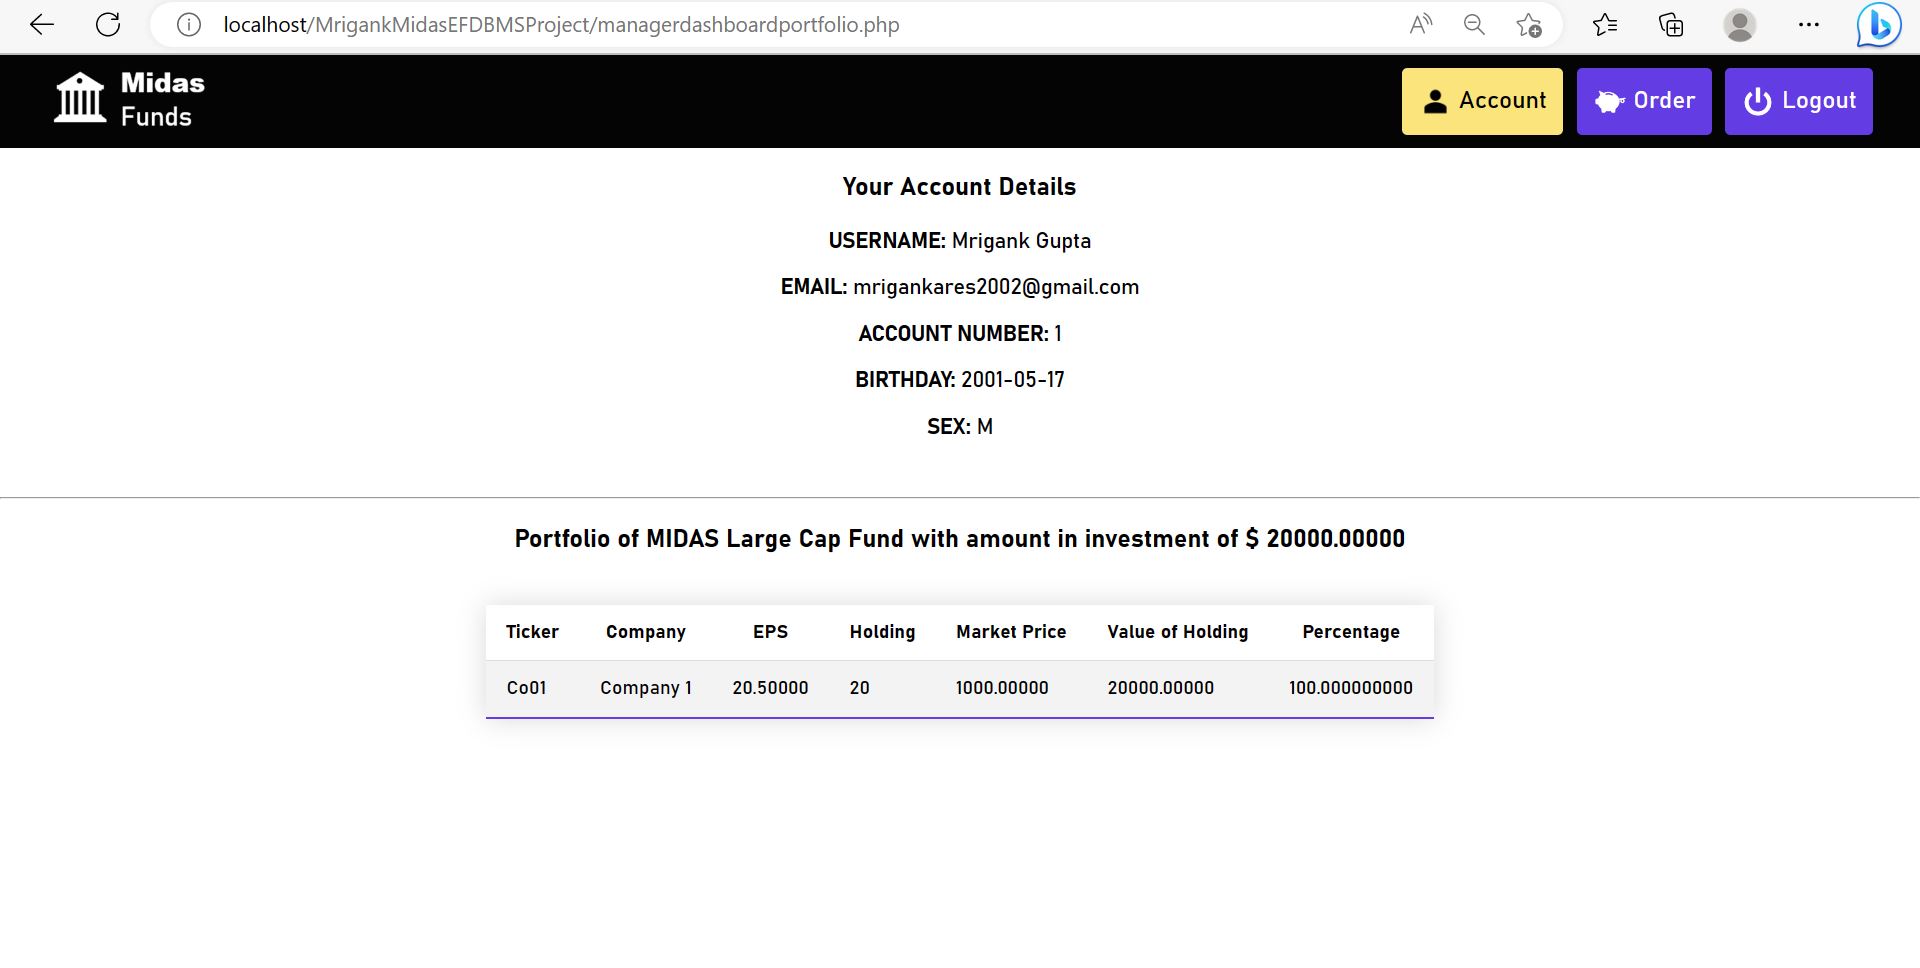 localhost/MrigankMidasEFDBMSProject/managerdashboardportfolio.php
Midas
Funds
Account
Order
Logout
Your Account Details
USERNAME: Mrigank Gupta
EMAIL: mrigankares2002@gmail.com
ACCOUNT NUMBER: 1
BIRTHDAY: 2001-05-17
SEX: M
Portfolio of MIDAS Large Cap Fund with amount in investment of $ 20000.00000
Ticker Company EPS Holding Market Price Value of Holding Percentage
Co01 Company 1 20.50000 20 1000.00000 20000.00000 100.000000000